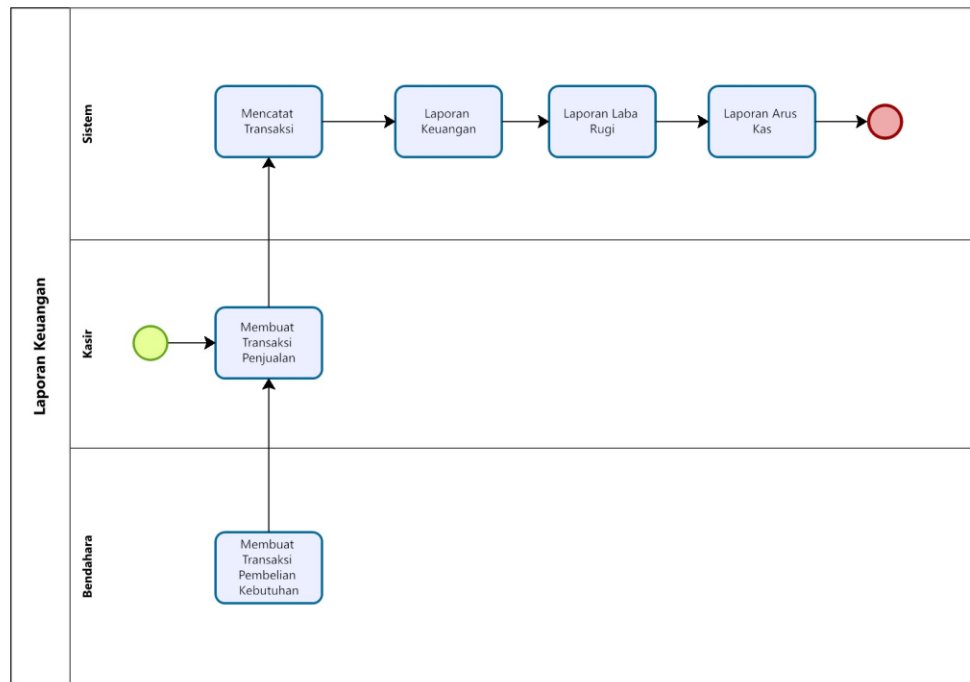 Laporan Keuangan
Sistem
Mencatat
Transaksi
Laporan
Keuangan
Laporan Laba
Rugi
Laporan Arus
Kas
Kasir
Membuat
Transaksi
Penjualan
Bendahara
Membuat
Transaksi
Pembelian
Kebutuhan